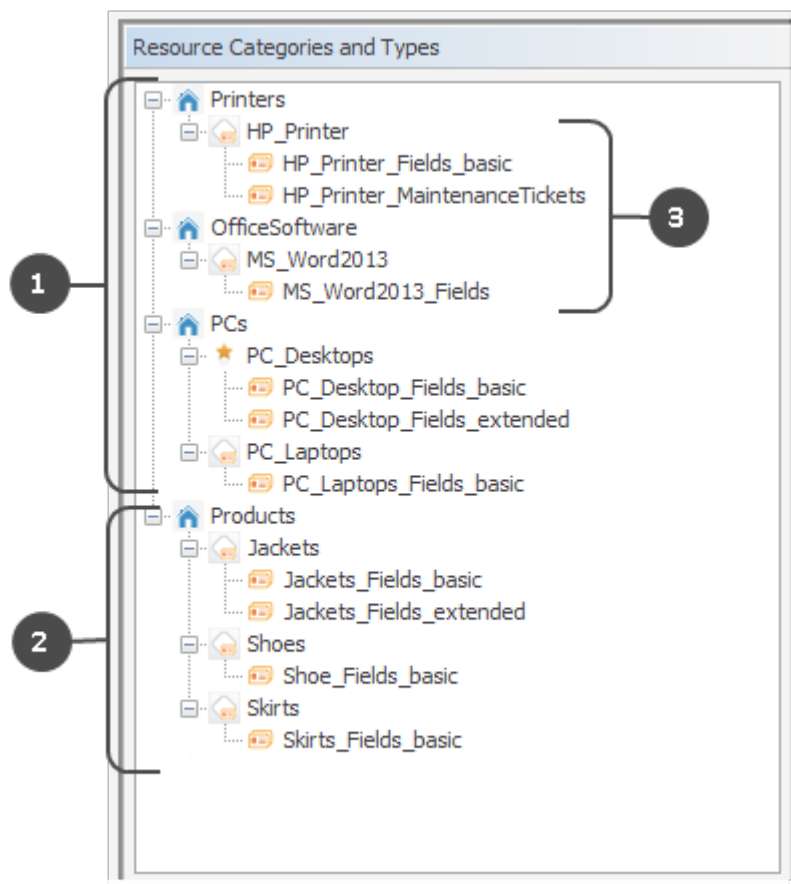 Resource Categories and Types
Printers
HP_Printer
HP_Printer_Fields_basic
HP_Printer_MaintenanceTickets
3
OfficeSoftware
MS_Word2013
1
MS_Word2013_Fields
PCs
PC_Desktops
PC_Desktop_Fields_basic
PC_Desktop_Fields_extended
PC_Laptops
PC_Laptops_Fields_basic
Products
Jackets
Jackets_Fields_basic
Jackets_Fields_extended
2
Shoes
Shoe_Fields_basic
Skirts
Skirts_Fields_basic